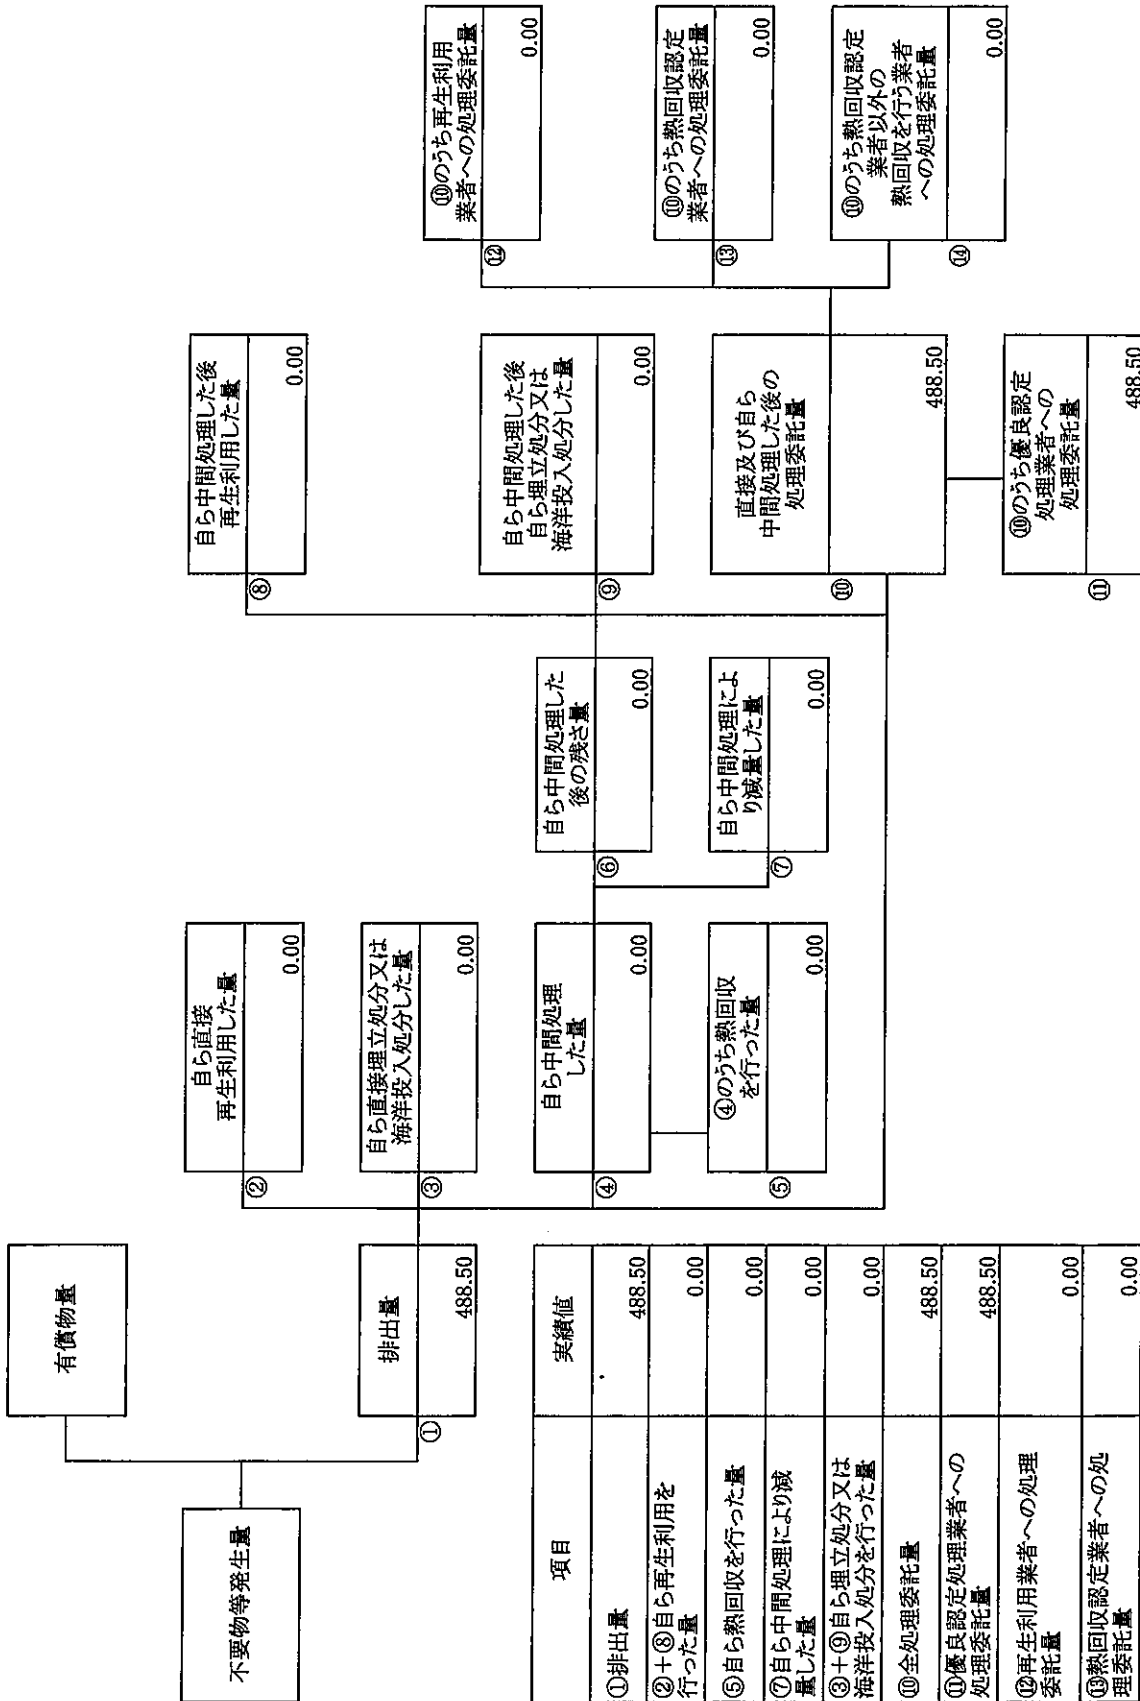 不要物等発生量
有償物量
排出量
①
488.50
自ら直接
再生利用した量
②
0.00
自ら直接埋立処分又は
海洋投入処分した量
③
0.00
自ら中間処理
した量
④
0.00
④のうち熱回収
を行った量
⑤
0.00
自ら中間処理した
後の残さ量
⑥
0.00
自ら中間処理によ
り減量した量
⑦
0.00
自ら中間処理した後
再生利用した量
⑧
0.00
自ら中間処理した後
自ら埋立処分又は
海洋投入処分した量
⑨
0.00
直接及び自ら
中間処理した後の
処理委託量
⑩
488.50
⑩のうち優良認定
処理業者への
処理委託量
⑪
488.50
⑩のうち再生利用
業者への処理委託量
⑫
0.00
⑩のうち熱回収認定
業者への処理委託量
⑬
0.00
⑩のうち熱回収認定
業者以外の
熱回収を行う業者
への処理委託量
⑭
0.00
項目 実績値
①排出量 488.50
②+⑧自ら再生利用を
行った量 0.00
⑤自ら熱回収を行った量 0.00
⑦自ら中間処理により減
量した量 0.00
③+⑨自ら埋立処分又は
海洋投入処分を行った量 0.00
⑩全処理委託量 488.50
⑪優良認定処理業者への
処理委託量 488.50
⑫再生利用業者への処理
委託量 0.00
⑬熱回収認定業者への処
理委託量 0.00